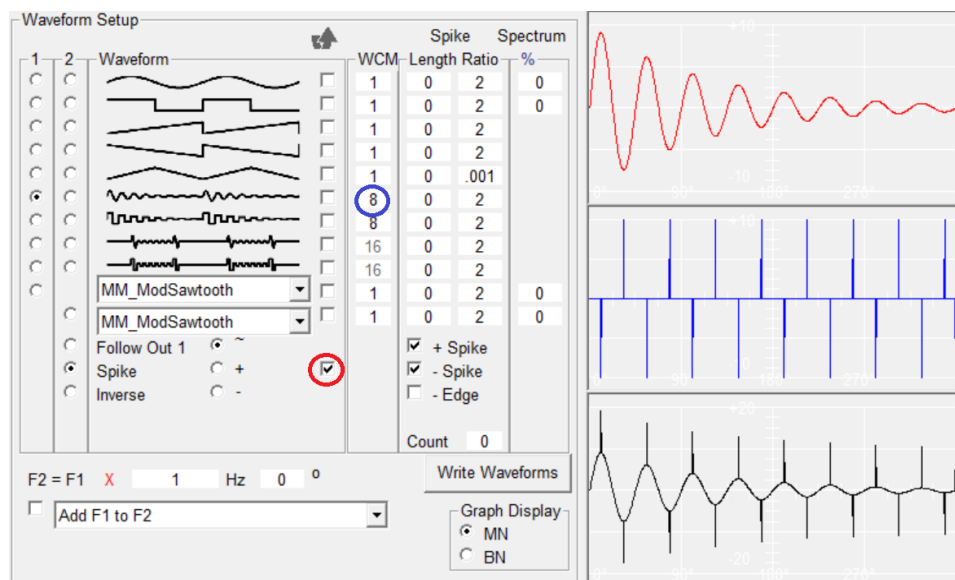 Waveform Setup
Spike Spectrum
1 2 Waveform WCM Length Ratio %
1 0 2 0
1 0 2 0
1 0 2
1 0 2
1 0 .001
8 0 2
8 0 2
16 0 2
16 0 2
MM_ModSawtooth 1 0 2 0
MM_ModSawtooth 1 0 2 0
Follow Out 1 ~ + Spike
Spike + - Spike
Inverse - - Edge
Count 0
F2 = F1 X 1 Hz 0 o
Write Waveforms
Add F1 to F2
Graph Display
MN
BN
+10
-10
0° 90° 180° 270°
+10
0° 90° 180° 270°
+20
-20
0° 90° 180° 270°